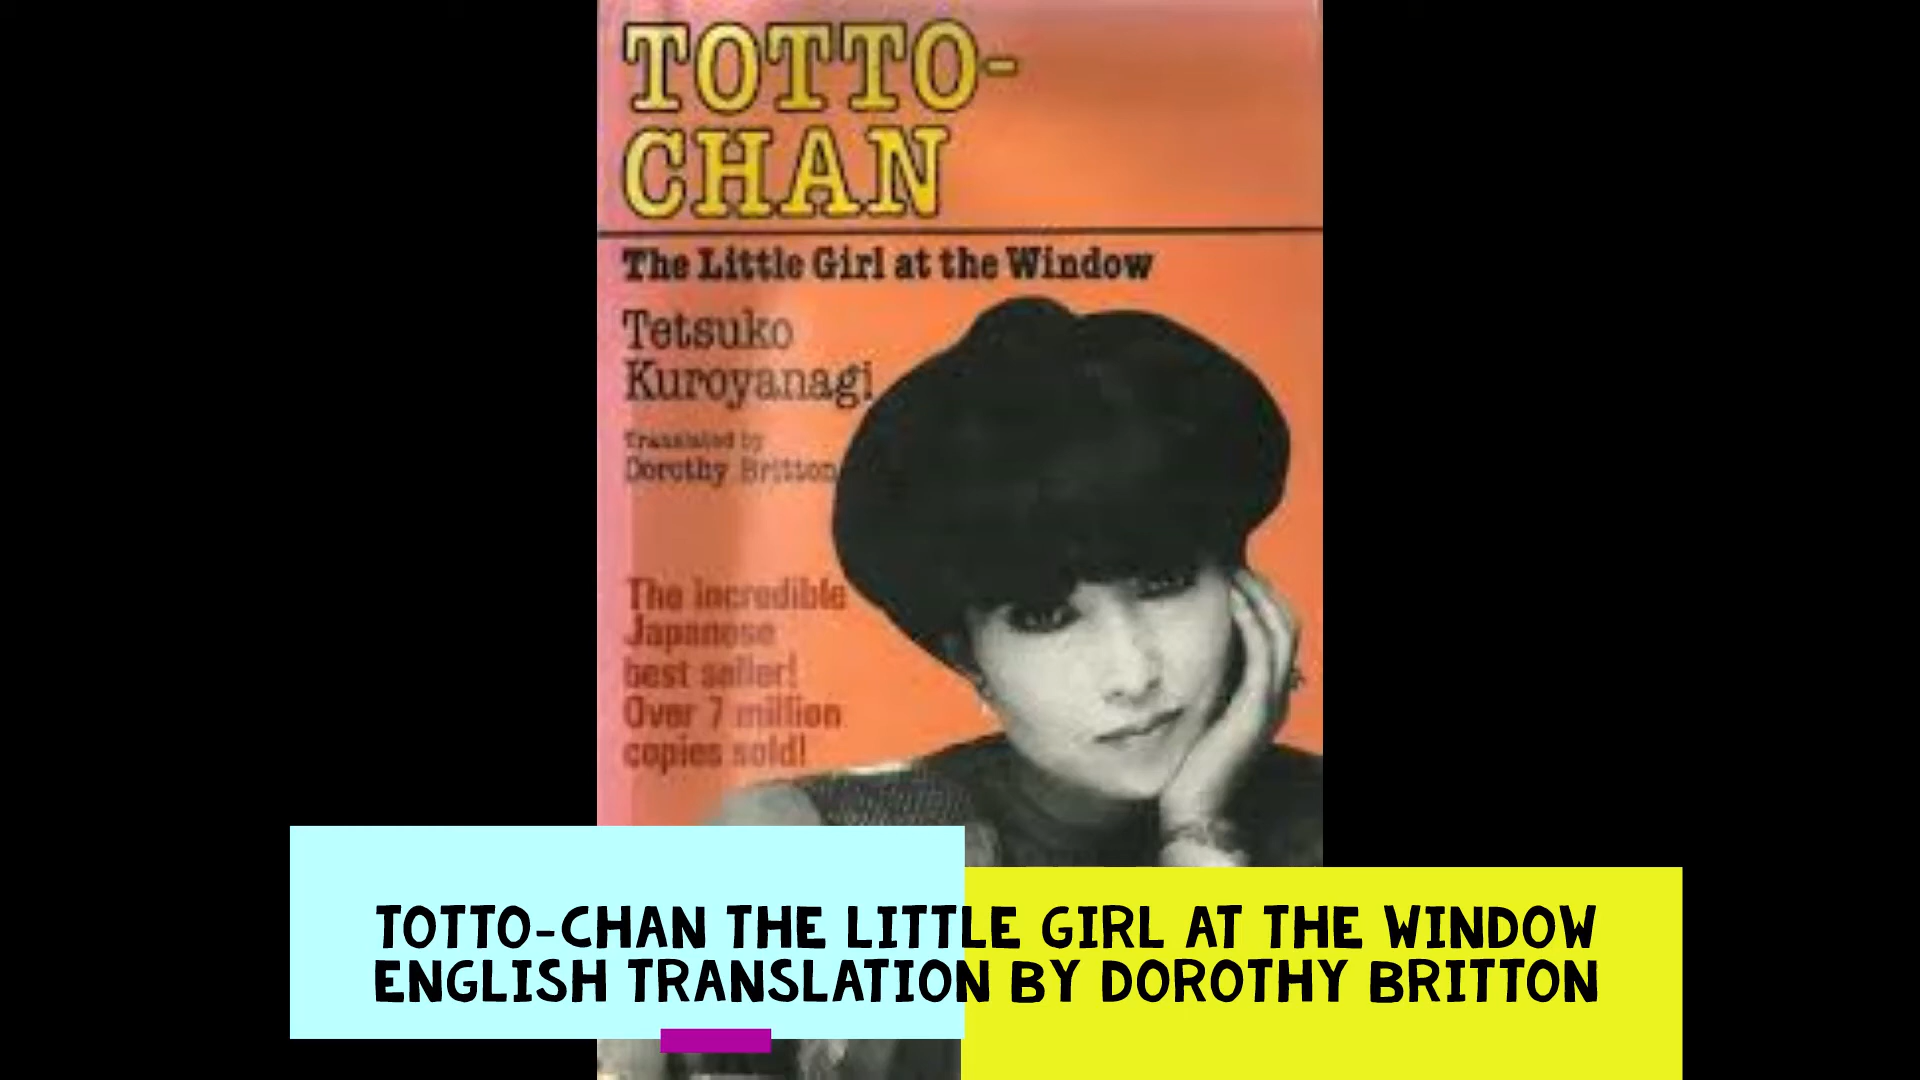 TOTTO-
CHAN
The Little Girl at the Window
Tetsuko
Kuroyanagi
Translated by
Dorothy Britton
The incredible
Japanese
best seller!
Over 7 million
copies sold!
TOTTO-CHAN THE LITTLE GIRL AT THE WINDOW
ENGLISH TRANSLATION BY DOROTHY BRITTON